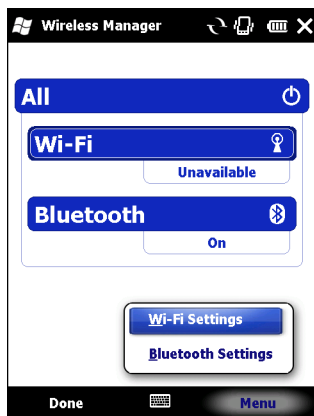 Wireless Manager
All
Wi-Fi
Unavailable
Bluetooth
On
Wi-Fi Settings
Bluetooth Settings
Done
Menu